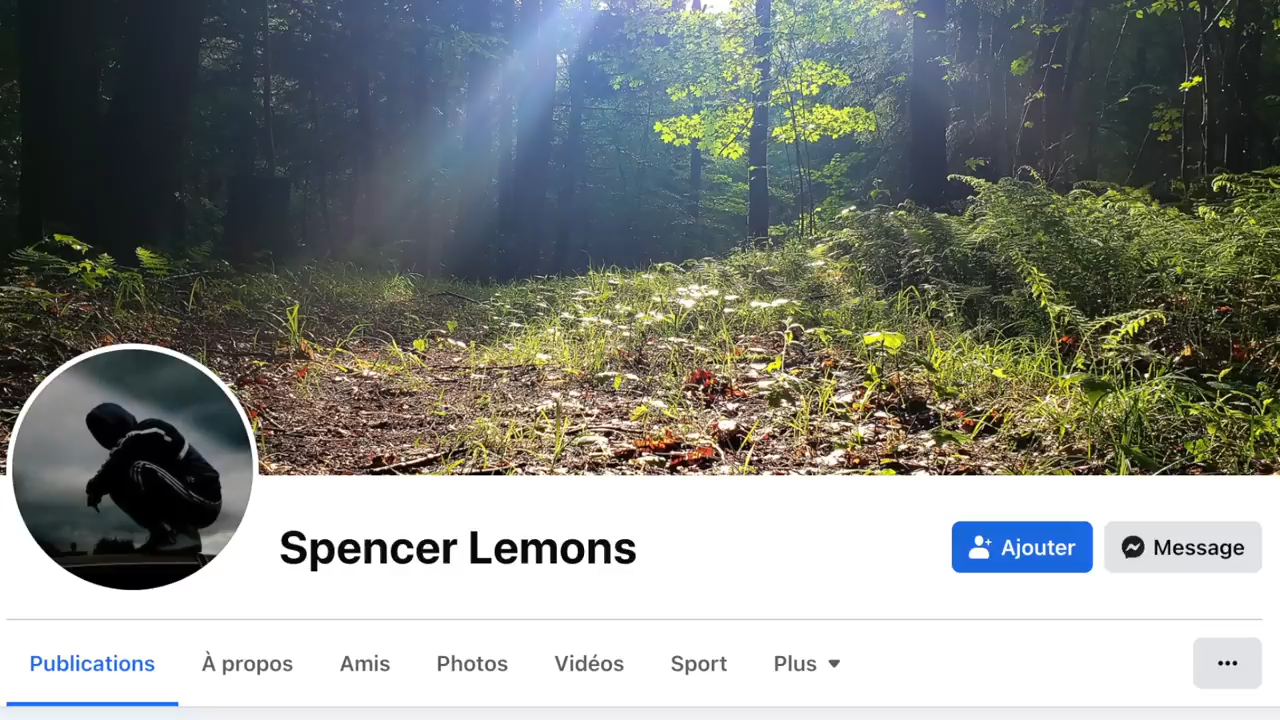 Spencer Lemons
Ajouter
Message
Publications À propos Amis Photos Vidéos Sport Plus